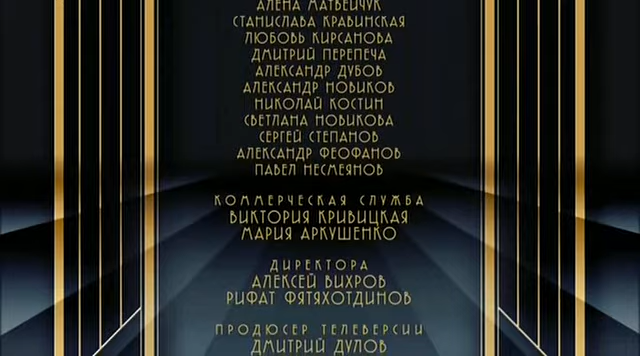 АЛЕНА МАТВЕЙЧУК
СТАНИСЛАВА КРАВИНСКАЯ
ЛЮБОВЬ КИРСАНОВА
ДМИТРИЙ ПЕРЕПЕЧА
АЛЕКСАНДР ДУБОВ
АЛЕКСАНДР НОВИКОВ
НИКОЛАЙ КОСТИН
СВЕТЛАНА НОВИКОВА
СЕРГЕЙ СТЕПАНОВ
АЛЕКСАНДР ФЕОФАНОВ
ПАВЕЛ НЕСМЕЯНОВ
КОММЕРЧЕСКАЯ СЛУЖБА
ВИКТОРИЯ КРИВИЦКАЯ
МАРИЯ АРКУШЕНКО
ДИРЕКТОРА
АЛЕКСЕЙ ВИХРОВ
РИФАТ ФЯТЯХОТДИНОВ
ПРОДЮСЕР ТЕЛЕВЕРСИИ
ДМИТРИЙ ДУЛОВ